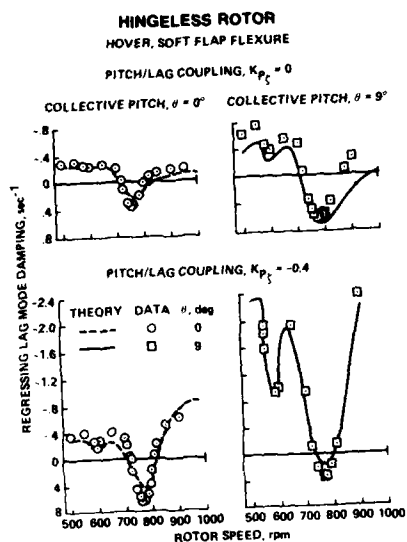 HINGELESS ROTOR
HOVER, SOFT FLAP FLEXURE
PITCH/LAG COUPLING, KPζ = 0
COLLECTIVE PITCH, θ = 0° COLLECTIVE PITCH, θ = 9°
-.8
-.4
0
.4
.8
REGRESSING LAG MODE DAMPING, sec-1
PITCH/LAG COUPLING, KPζ = -0.4
-2.4
-2.0
-1.6
-1.2
-.8
-.4
0
4
8
THEORY DATA θ, deg
0
9
500 600 700 800 900 1000 500 600 700 800 900 1000
ROTOR SPEED, rpm